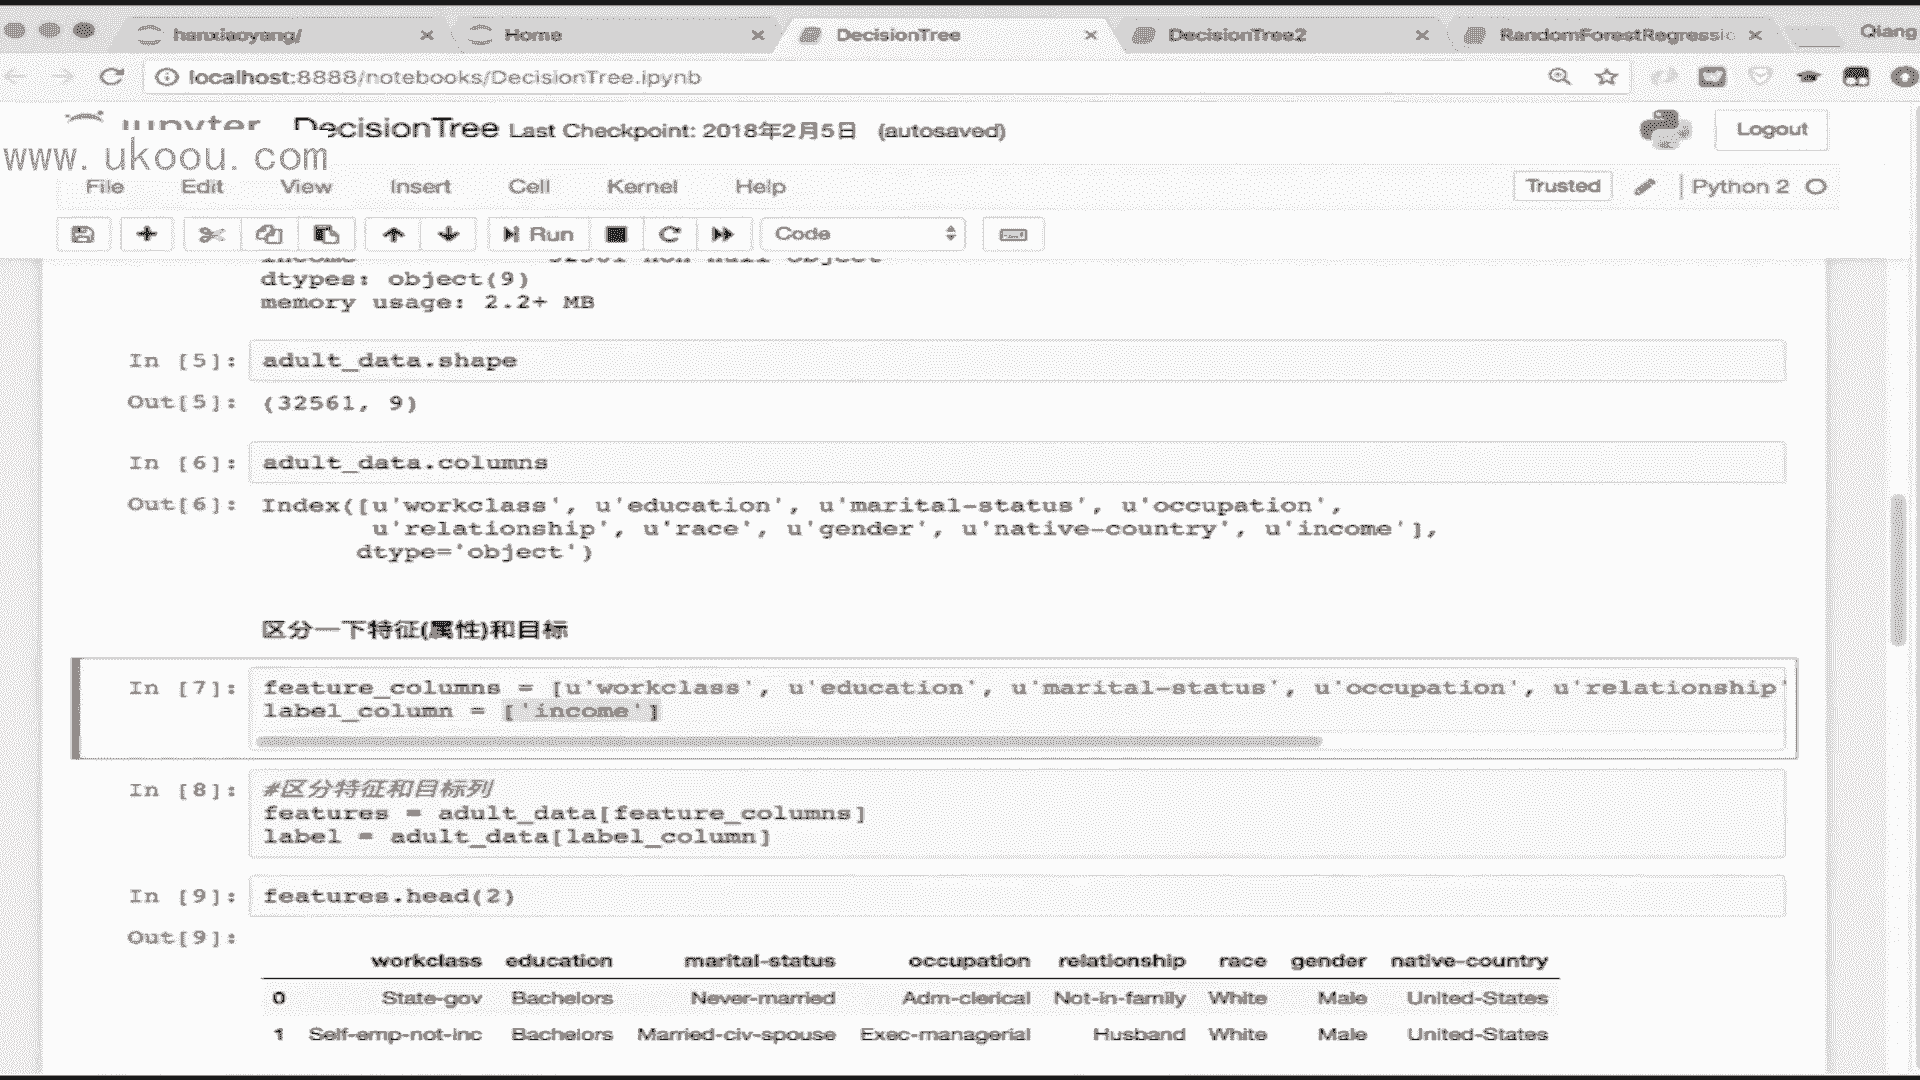 hanxiaoyang/
Home
DecisionTree
DecisionTree2
RandomForestRegressic
Qiang
localhost:8888/notebooks/DecisionTree.ipynb
jupyter DecisionTree Last Checkpoint: 2018年2月5日 (autosaved)
Logout
www.ukoou.com
File Edit View Insert Cell Kernel Help
Trusted Python 2
Run Code
dtypes: object(9)
memory usage: 2.2+ MB
In [5]: adult_data.shape
Out[5]: (32561, 9)
In [6]: adult_data.columns
Out[6]: Index([u'workclass', u'education', u'marital-status', u'occupation',
u'relationship', u'race', u'gender', u'native-country', u'income'],
dtype='object')
区分一下特征(属性)和目标
In [7]: feature_columns = [u'workclass', u'education', u'marital-status', u'occupation', u'relationship'
label_column = ['income']
In [8]: #区分特征和目标列
features = adult_data[feature_columns]
label = adult_data[label_column]
In [9]: features.head(2)
Out[9]:
workclass education marital-status occupation relationship race gender native-country
0 State-gov Bachelors Never-married Adm-clerical Not-in-family White Male United-States
1 Self-emp-not-inc Bachelors Married-civ-spouse Exec-managerial Husband White Male United-States